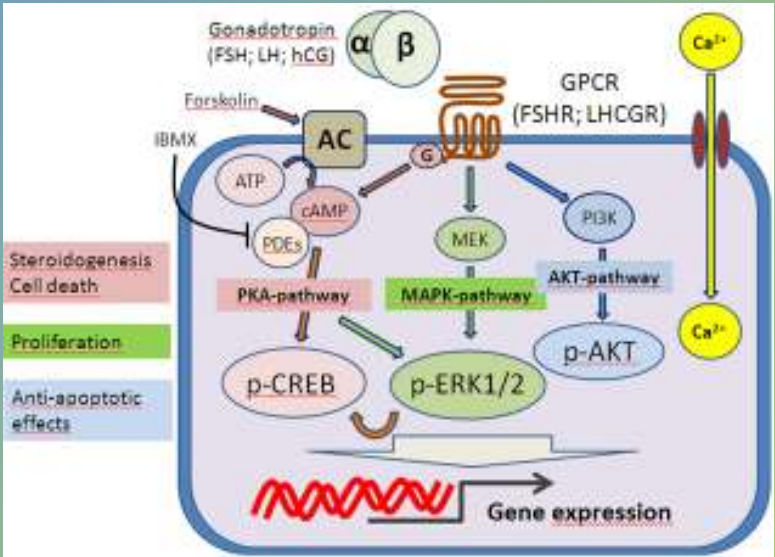 Gonadotropin
(FSH; LH; hCG)
α β
Ca²⁺
GPCR
(FSHR; LHCGR)
Forskolin
IBMX
AC
G
ATP
cAMP
PDEs
MEK
PI3K
Steroidogenesis
Cell death
PKA-pathway
MAPK-pathway
AKT-pathway
Proliferation
Ca²⁺
p-CREB
p-ERK1/2
p-AKT
Anti-apoptotic
effects
Gene expression